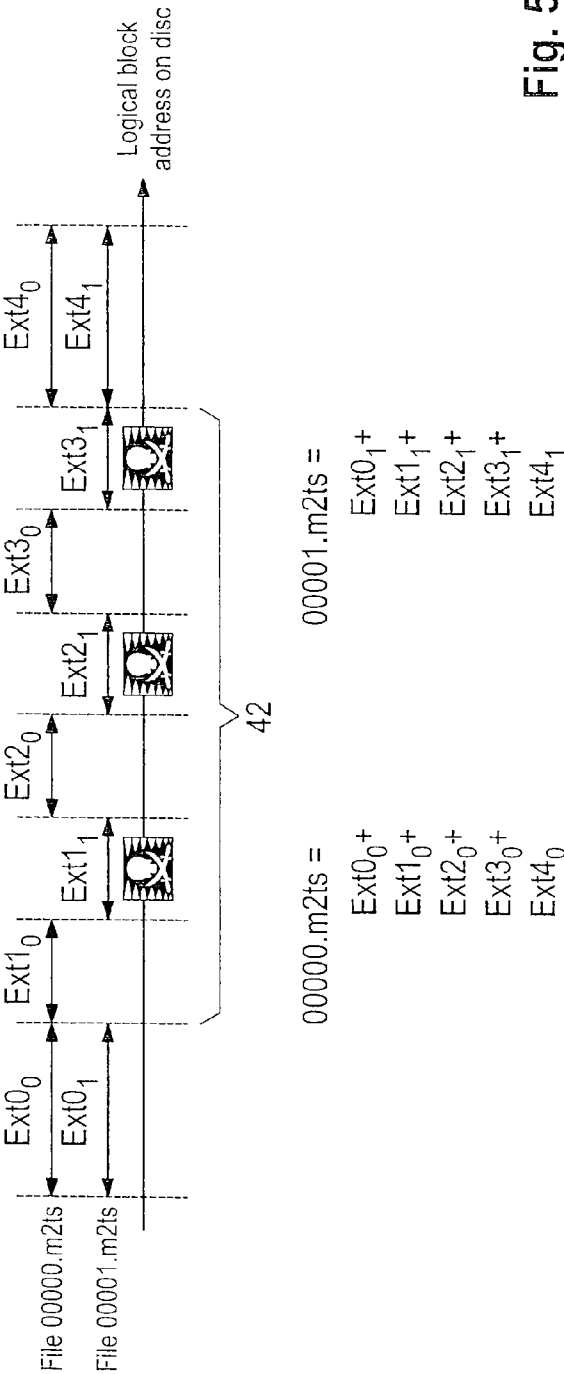 Ext0₀ Ext1₀ Ext2₀ Ext3₀ Ext4₀
File 00000.m2ts
Ext0₁ Ext1₁ Ext2₁ Ext3₁ Ext4₁
File 00001.m2ts
Logical block
address on disc
42
00000.m2ts =
Ext0₀+
Ext1₀+
Ext2₀+
Ext3₀+
Ext4₀
00001.m2ts =
Ext0₁+
Ext1₁+
Ext2₁+
Ext3₁+
Ext4₁
Fig. 5